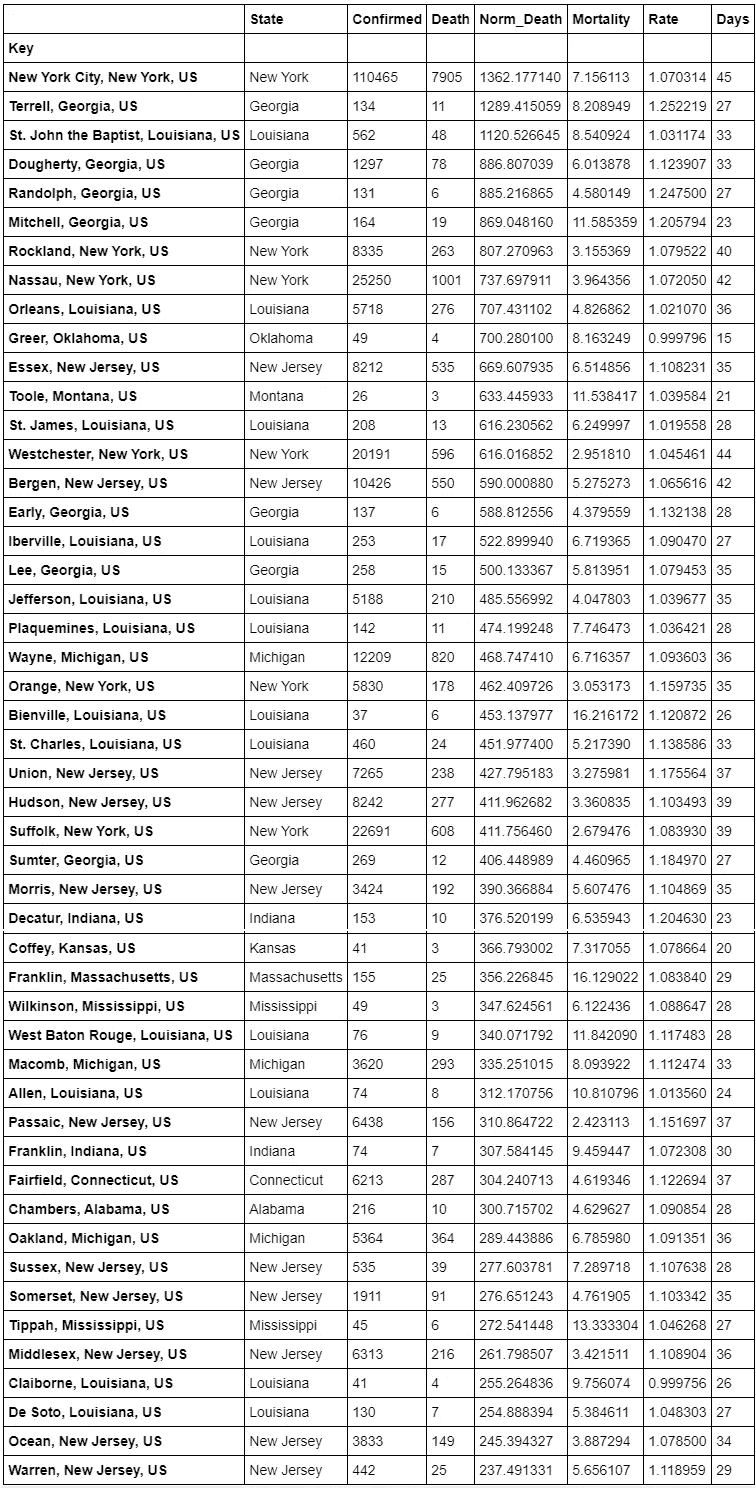 State Confirmed Death Norm_Death Mortality Rate Days
Key
New York City, New York, US New York 110465 7905 1362.177140 7.156113 1.070314 45
Terrell, Georgia, US Georgia 134 11 1289.415059 8.208949 1.252219 27
St. John the Baptist, Louisiana, US Louisiana 562 48 1120.526645 8.540924 1.031174 33
Dougherty, Georgia, US Georgia 1297 78 886.807039 6.013878 1.123907 33
Randolph, Georgia, US Georgia 131 6 885.216865 4.580149 1.247500 27
Mitchell, Georgia, US Georgia 164 19 869.048160 11.585359 1.205794 23
Rockland, New York, US New York 8335 263 807.270963 3.155369 1.079522 40
Nassau, New York, US New York 25250 1001 737.697911 3.964356 1.072050 42
Orleans, Louisiana, US Louisiana 5718 276 707.431102 4.826862 1.021070 36
Greer, Oklahoma, US Oklahoma 49 4 700.280100 8.163249 0.999796 15
Essex, New Jersey, US New Jersey 8212 535 669.607935 6.514856 1.108231 35
Toole, Montana, US Montana 26 3 633.445933 11.538417 1.039584 21
St. James, Louisiana, US Louisiana 208 13 616.230562 6.249997 1.019558 28
Westchester, New York, US New York 20191 596 616.016852 2.951810 1.045461 44
Bergen, New Jersey, US New Jersey 10426 550 590.000880 5.275273 1.065616 42
Early, Georgia, US Georgia 137 6 588.812556 4.379559 1.132138 28
Iberville, Louisiana, US Louisiana 253 17 522.899940 6.719365 1.090470 27
Lee, Georgia, US Georgia 258 15 500.133367 5.813951 1.079453 35
Jefferson, Louisiana, US Louisiana 5188 210 485.556992 4.047803 1.039677 35
Plaquemines, Louisiana, US Louisiana 142 11 474.199248 7.746473 1.036421 28
Wayne, Michigan, US Michigan 12209 820 468.747410 6.716357 1.093603 36
Orange, New York, US New York 5830 178 462.409726 3.053173 1.159735 35
Bienville, Louisiana, US Louisiana 37 6 453.137977 16.216172 1.120872 26
St. Charles, Louisiana, US Louisiana 460 24 451.977400 5.217390 1.138586 33
Union, New Jersey, US New Jersey 7265 238 427.795183 3.275981 1.175564 37
Hudson, New Jersey, US New Jersey 8242 277 411.962682 3.360835 1.103493 39
Suffolk, New York, US New York 22691 608 411.756460 2.679476 1.083930 39
Sumter, Georgia, US Georgia 269 12 406.448989 4.460965 1.184970 27
Morris, New Jersey, US New Jersey 3424 192 390.366884 5.607476 1.104869 35
Decatur, Indiana, US Indiana 153 10 376.520199 6.535943 1.204630 23
Coffey, Kansas, US Kansas 41 3 366.793002 7.317055 1.078664 20
Franklin, Massachusetts, US Massachusetts 155 25 356.226845 16.129022 1.083840 29
Wilkinson, Mississippi, US Mississippi 49 3 347.624561 6.122436 1.088647 28
West Baton Rouge, Louisiana, US Louisiana 76 9 340.071792 11.842090 1.117483 28
Macomb, Michigan, US Michigan 3620 293 335.251015 8.093922 1.112474 33
Allen, Louisiana, US Louisiana 74 8 312.170756 10.810796 1.013560 24
Passaic, New Jersey, US New Jersey 6438 156 310.864722 2.423113 1.151697 37
Franklin, Indiana, US Indiana 74 7 307.584145 9.459447 1.072308 30
Fairfield, Connecticut, US Connecticut 6213 287 304.240713 4.619346 1.122694 37
Chambers, Alabama, US Alabama 216 10 300.715702 4.629627 1.090854 28
Oakland, Michigan, US Michigan 5364 364 289.443886 6.785980 1.091351 36
Sussex, New Jersey, US New Jersey 535 39 277.603781 7.289718 1.107638 28
Somerset, New Jersey, US New Jersey 1911 91 276.651243 4.761905 1.103342 35
Tippah, Mississippi, US Mississippi 45 6 272.541448 13.333304 1.046268 27
Middlesex, New Jersey, US New Jersey 6313 216 261.798507 3.421511 1.108904 36
Claiborne, Louisiana, US Louisiana 41 4 255.264836 9.756074 0.999756 26
De Soto, Louisiana, US Louisiana 130 7 254.888394 5.384611 1.048303 27
Ocean, New Jersey, US New Jersey 3833 149 245.394327 3.887294 1.078500 34
Warren, New Jersey, US New Jersey 442 25 237.491331 5.656107 1.118959 29